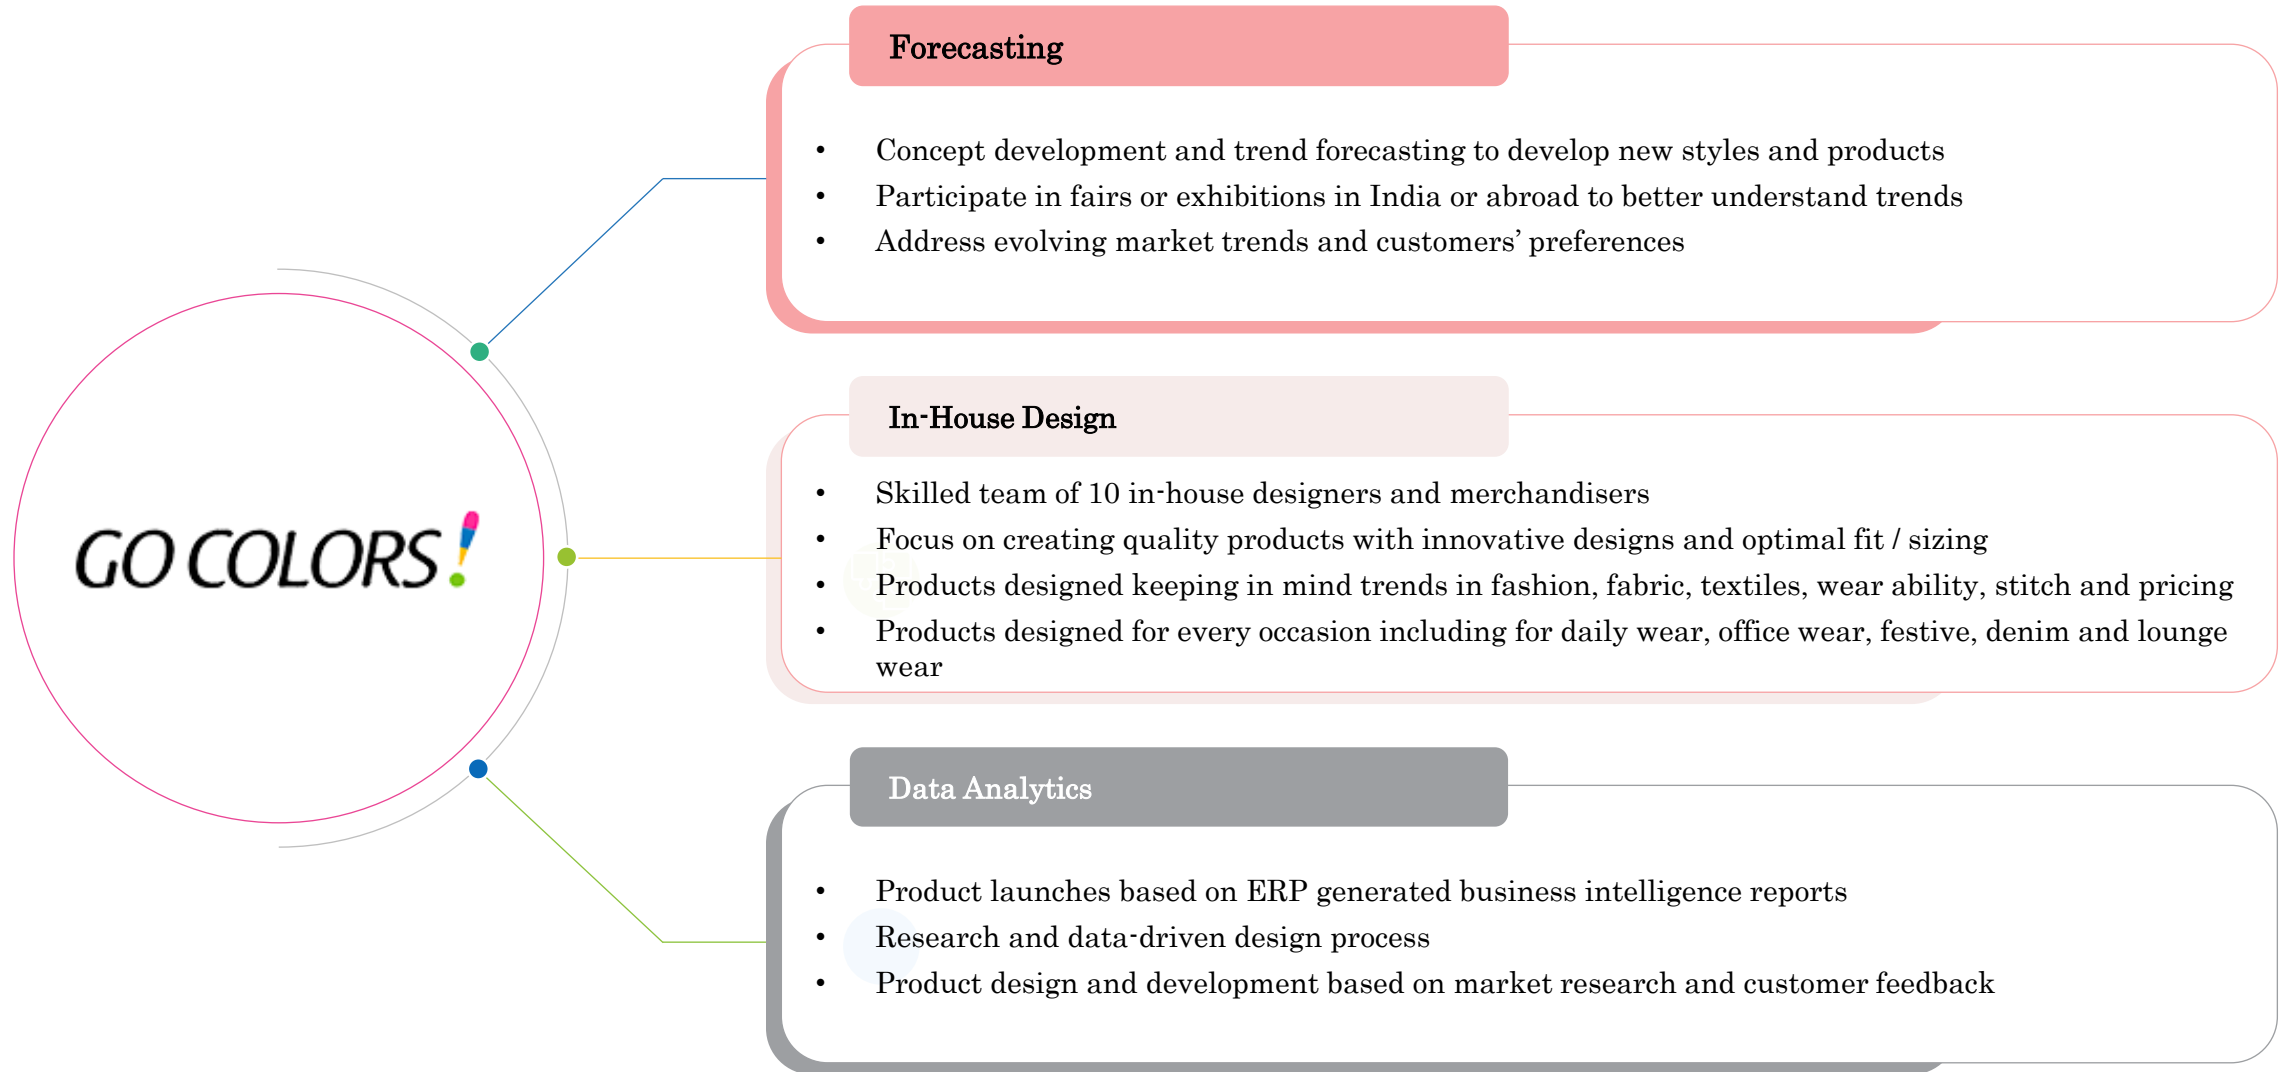 Forecasting
• Concept development and trend forecasting to develop new styles and products
• Participate in fairs or exhibitions in India or abroad to better understand trends
• Address evolving market trends and customers’ preferences
GO COLORS!
In-House Design
• Skilled team of 10 in-house designers and merchandisers
• Focus on creating quality products with innovative designs and optimal fit / sizing
• Products designed keeping in mind trends in fashion, fabric, textiles, wear ability, stitch and pricing
• Products designed for every occasion including for daily wear, office wear, festive, denim and lounge
wear
Data Analytics
• Product launches based on ERP generated business intelligence reports
• Research and data-driven design process
• Product design and development based on market research and customer feedback